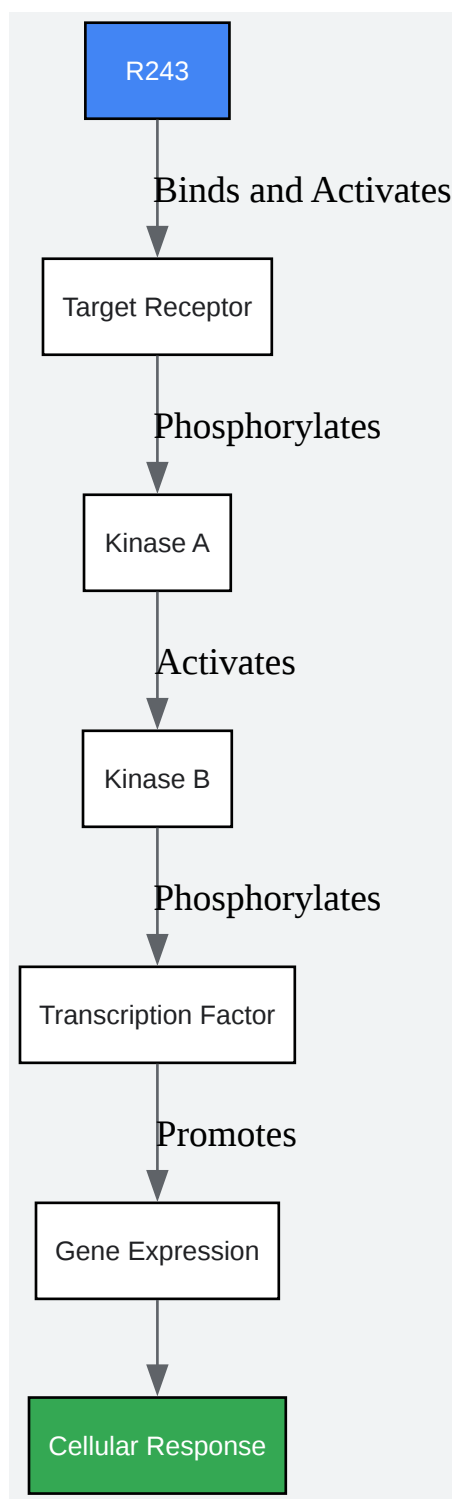 R243
Binds and Activates
Target Receptor
Phosphorylates
Kinase A
Activates
Kinase B
Phosphorylates
Transcription Factor
Promotes
Gene Expression
Cellular Response